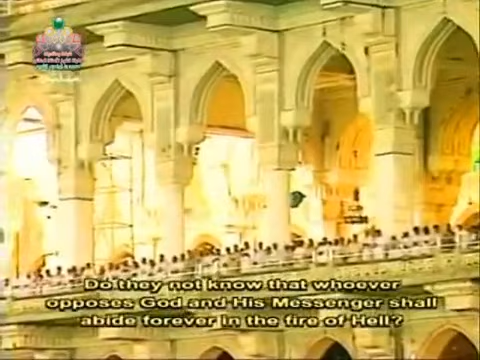 Do they not know that whoever
opposes God and His Messenger shall
abide forever in the fire of Hell?